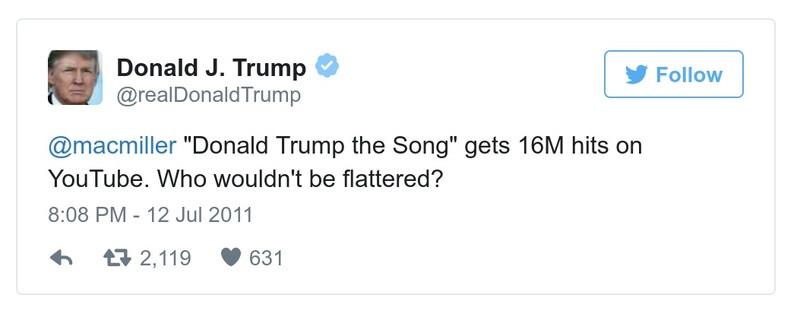 Donald J. Trump
@realDonaldTrump
Follow
@macmiller "Donald Trump the Song" gets 16M hits on
YouTube. Who wouldn't be flattered?
8:08 PM - 12 Jul 2011
2,119 631